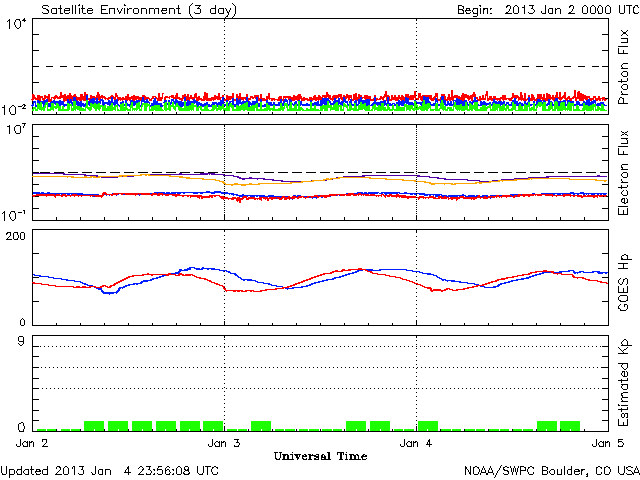 Satellite Environment (3 day) Begin: 2013 Jan 2 0000 UTC
10⁴
10⁻²
Proton Flux
10⁷
10⁻¹
Electron Flux
200
0
GOES Hp
9
0
Estimated Kp
Jan 2 Jan 3 Jan 4 Jan 5
Universal Time
Updated 2013 Jan 4 23:56:08 UTC NOAA/SWPC Boulder, CO USA